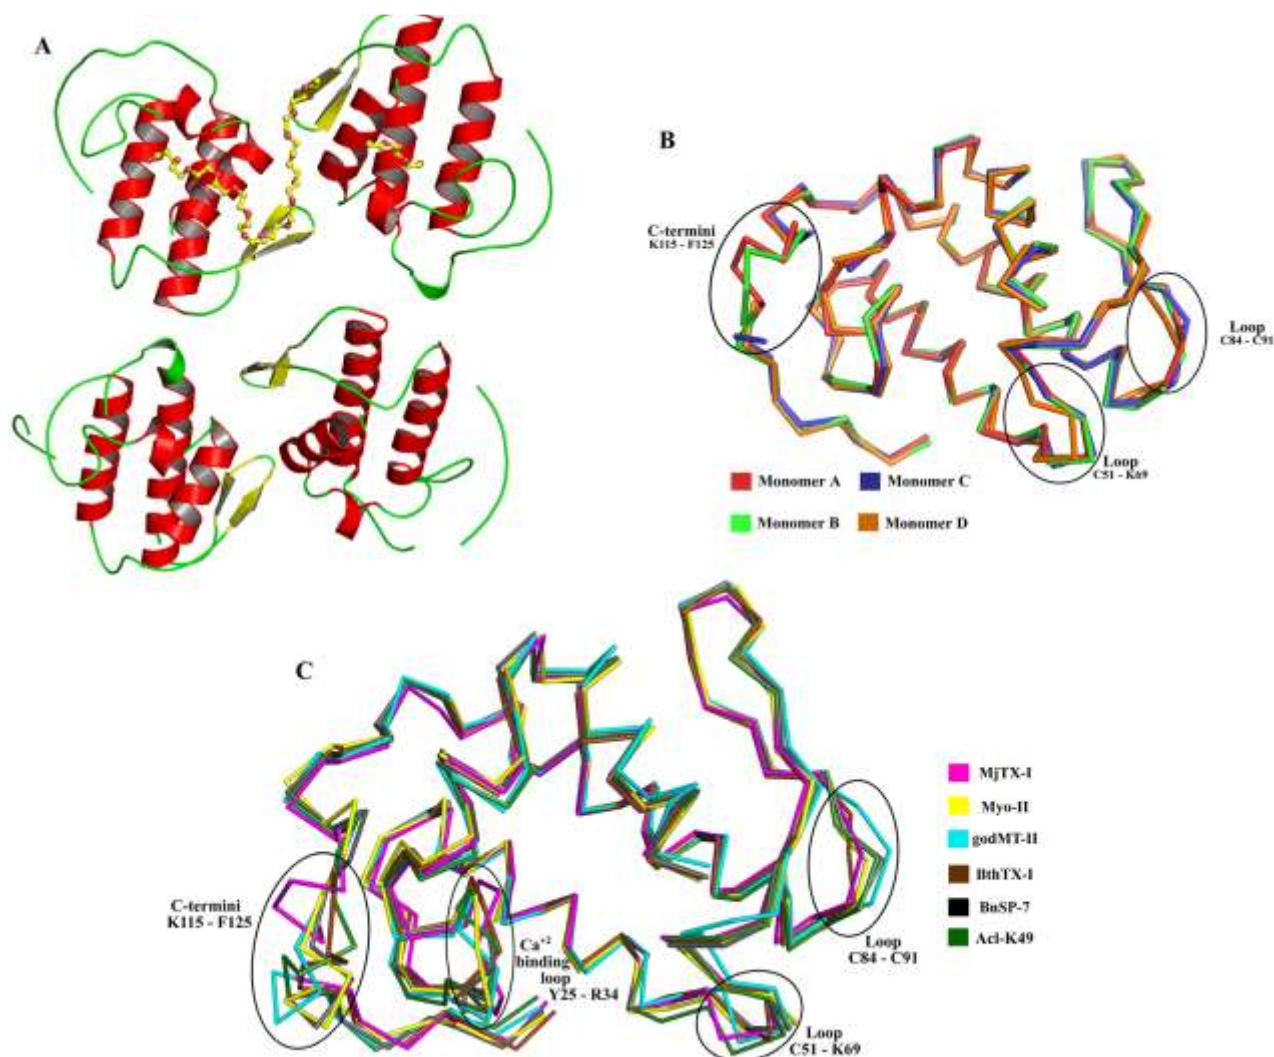 A
B
C-termini
K115 - F125
Loop
C84 - C91
Loop
C51 - K69
Monomer A
Monomer C
Monomer B
Monomer D
C
MjTX-I
Myo-II
godMT-II
BthTX-I
BnSP-7
Acl-K49
C-termini
K115 - F125
Ca⁺²
binding
loop
Y25 - R34
Loop
C84 - C91
Loop
C51 - K69